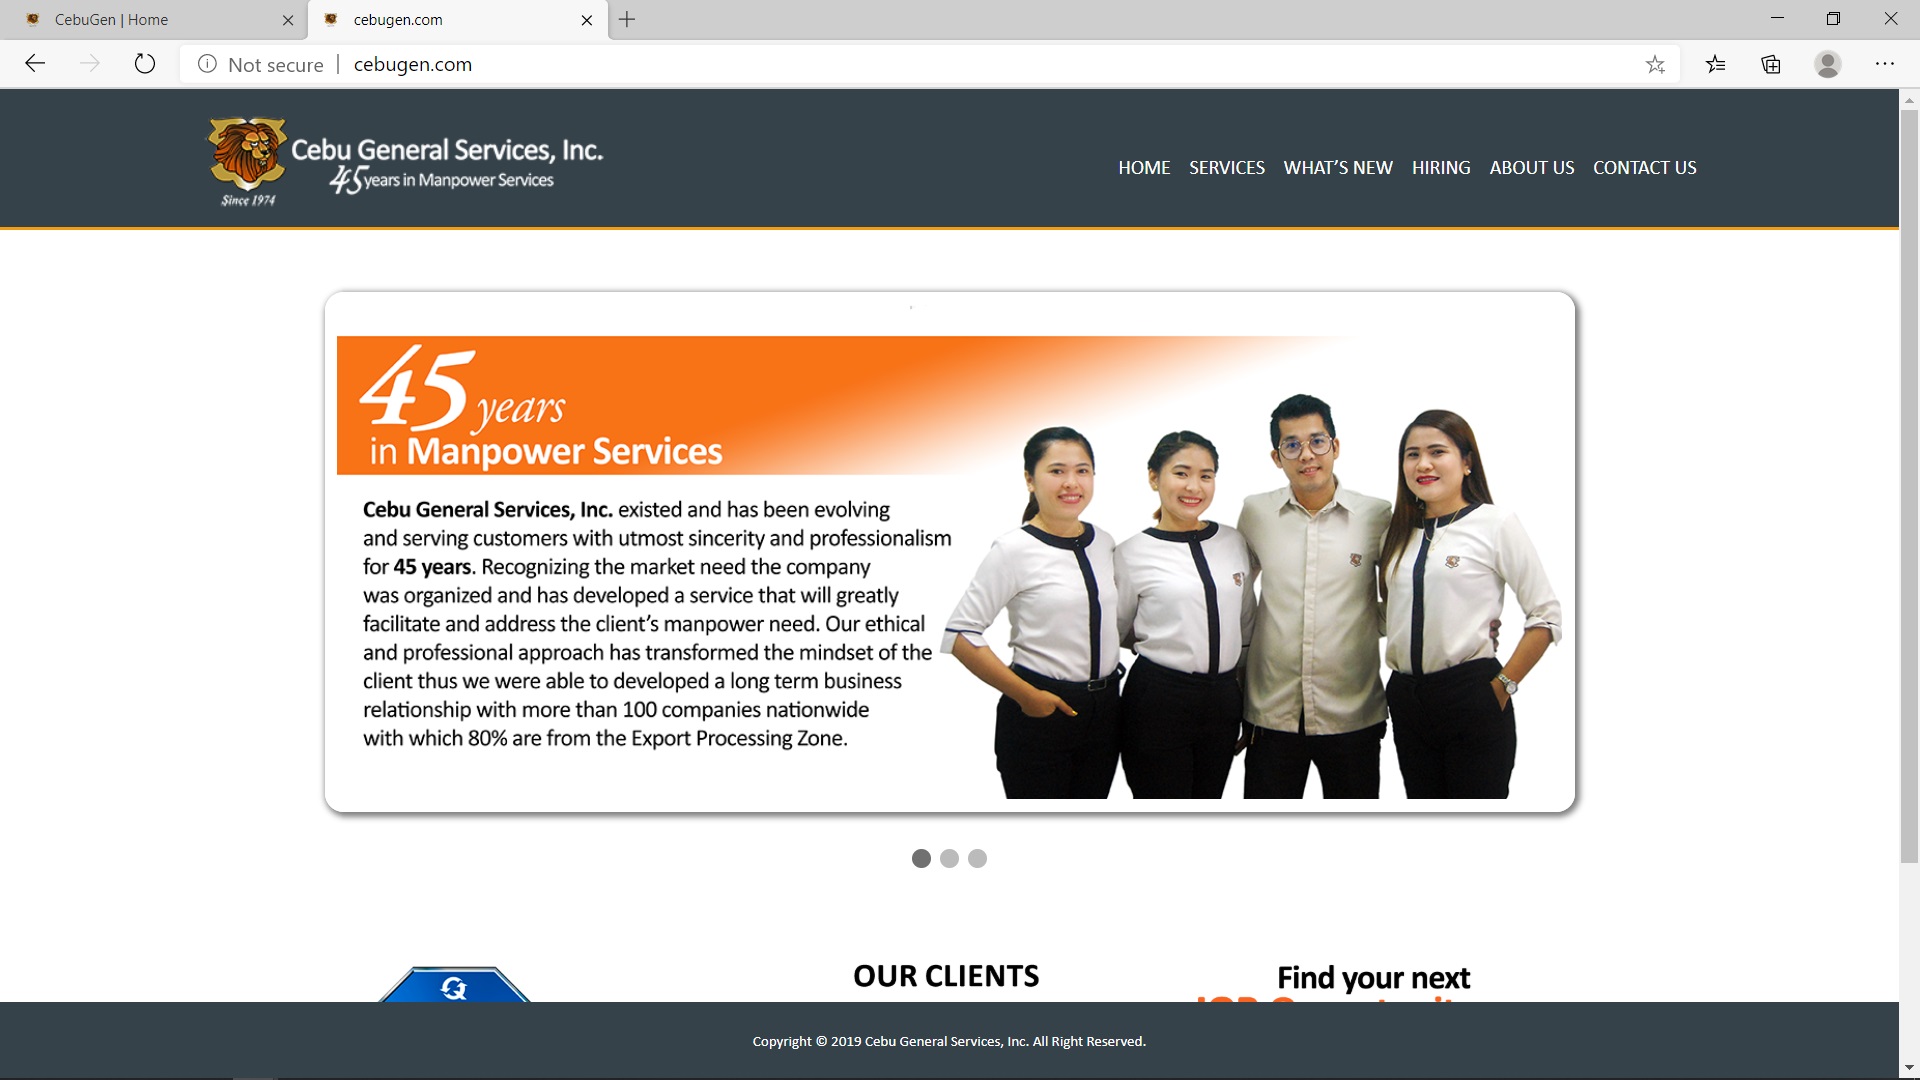 CebuGen | Home
cebugen.com
Not secure
cebugen.com
Cebu General Services, Inc.
45 years in Manpower Services
Since 1974
HOME SERVICES WHAT'S NEW HIRING ABOUT US CONTACT US
45 years
in Manpower Services
Cebu General Services, Inc. existed and has been evolving
and serving customers with utmost sincerity and professionalism
for 45 years. Recognizing the market need the company
was organized and has developed a service that will greatly
facilitate and address the client's manpower need. Our ethical
and professional approach has transformed the mindset of the
client thus we were able to developed a long term business
relationship with more than 100 companies nationwide
with which 80% are from the Export Processing Zone.
OUR CLIENTS
Find your next
Copyright © 2019 Cebu General Services, Inc. All Right Reserved.